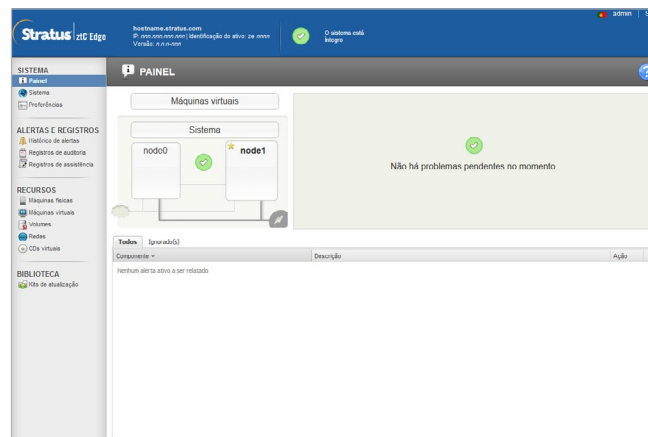 admin
Stratus ztC Edge
hostname.stratus.com
IP: nnn.nnn.nnn.nnn | Identificação do ativo: ze-nnnn
Versão: n.n.n-nnn
O sistema está
íntegro
SISTEMA
Painel
Sistema
Preferências
ALERTAS E REGISTROS
Histórico de alertas
Registros de auditoria
Registros de assistência
RECURSOS
Máquinas físicas
Máquinas virtuais
Volumes
Redes
CDs virtuais
BIBLIOTECA
Kits de atualização
PAINEL
Máquinas virtuais
Sistema
node0
node1
Não há problemas pendentes no momento
Todos Ignorado(s)
Componente Descrição Ação
Nenhum alerta ativo a ser relatado